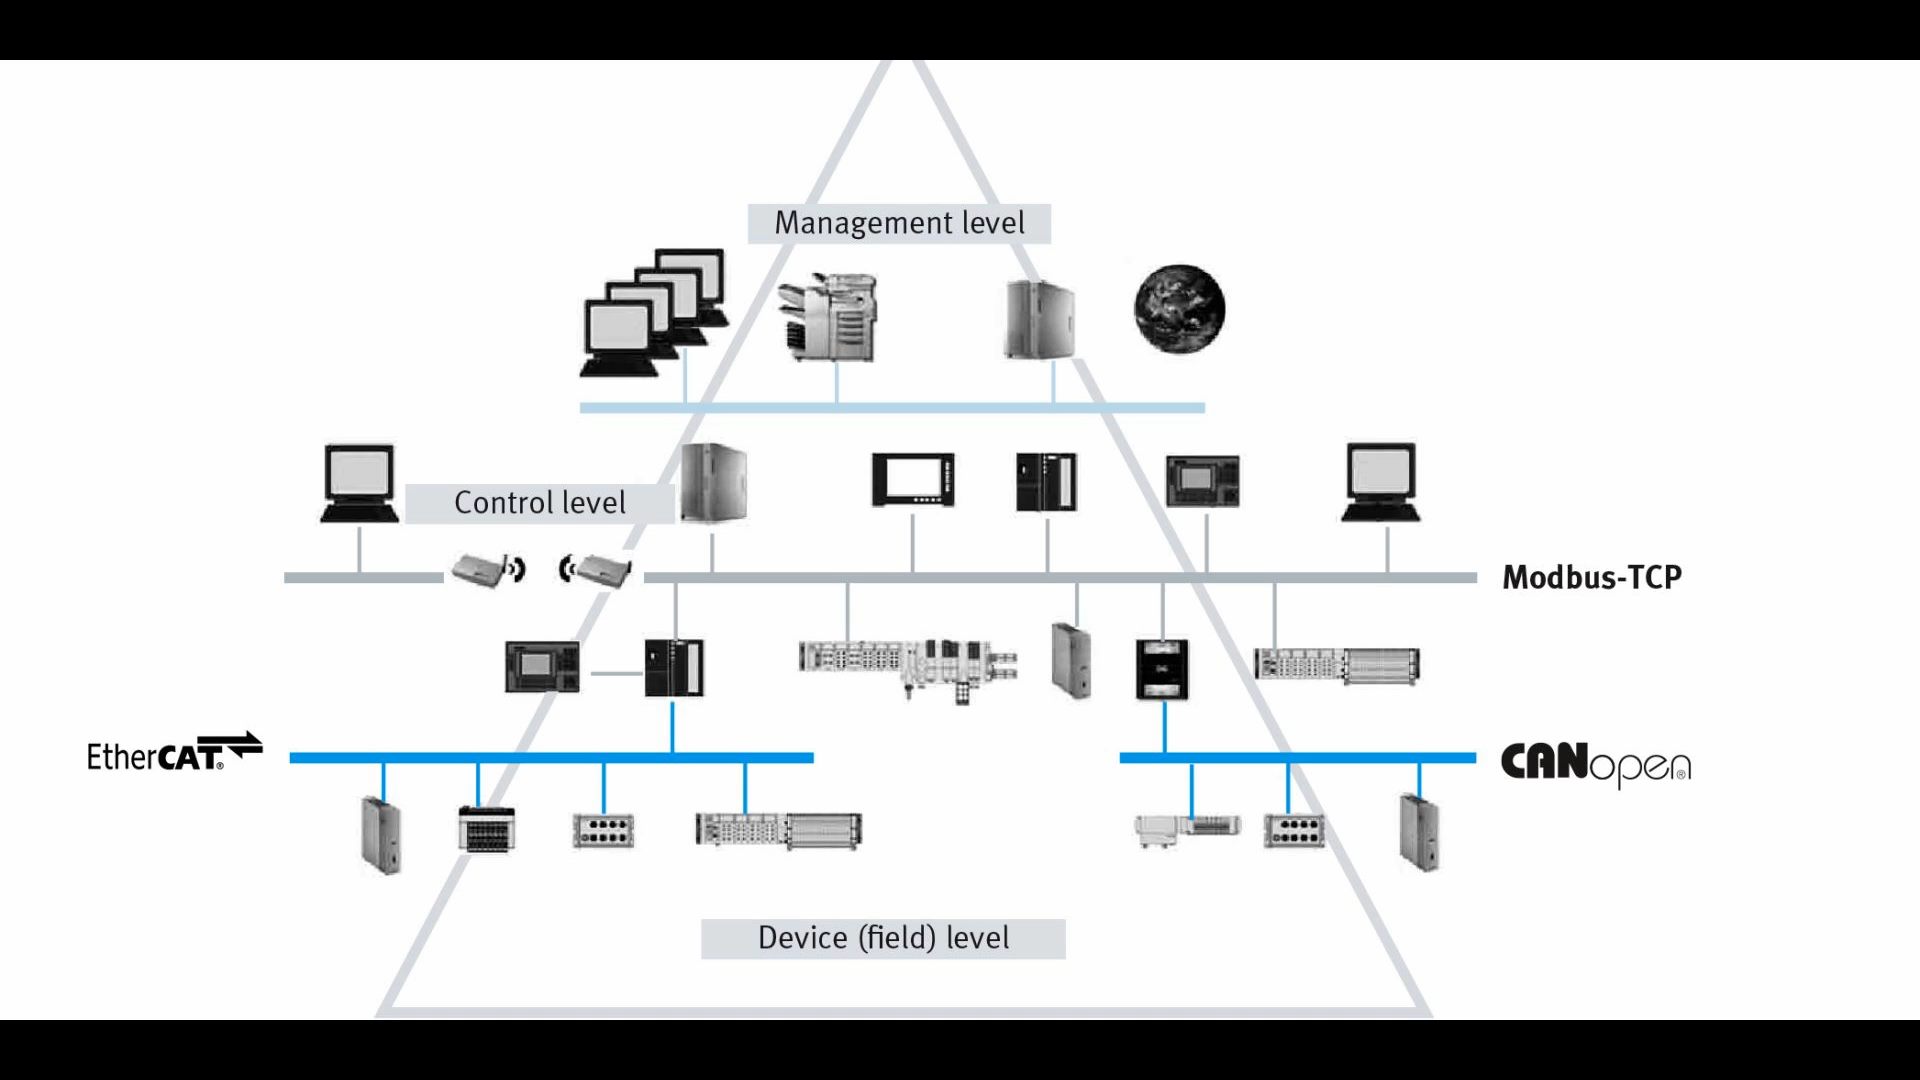 Management level
Control level
Modbus-TCP
EtherCAT®
CANopen®
Device (field) level